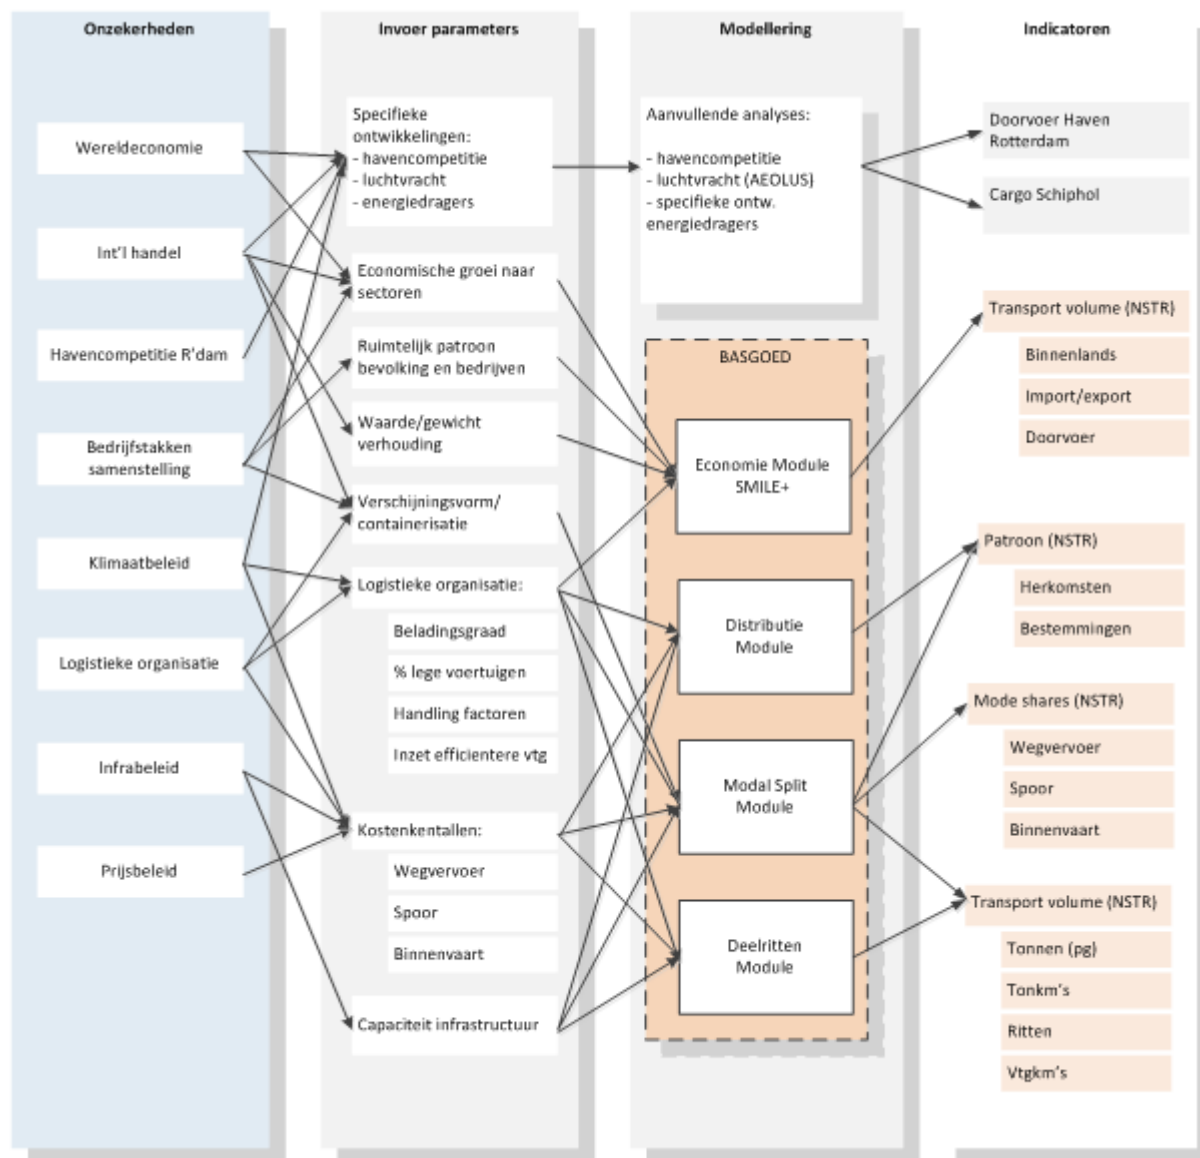 Onzekerheden
Wereldeconomie
Int'l handel
Havencompetitie R'dam
Bedrijfstakken
samenstelling
Klimaatbeleid
Logistieke organisatie
Infrabeleid
Prijsbeleid
Invoer parameters
Specifieke
ontwikkelingen:
- havencompetitie
- luchtvracht
- energiedragers
Economische groei naar
sectoren
Ruimtelijk patroon
bevolking en bedrijven
Waarde/gewicht
verhouding
Verschijningsvorm/
containerisatie
Logistieke organisatie:
Beladingsgraad
% lege voertuigen
Handling factoren
Inzet efficientere vtg
Kostenkentallen:
Wegvervoer
Spoor
Binnenvaart
Capaciteit infrastructuur
Modellering
Aanvullende analyses:
- havencompetitie
- luchtvracht (AEOLUS)
- specifieke ontw.
energiedragers
BASGOED
Economie Module
SMILE+
Distributie
Module
Modal Split
Module
Deelritten
Module
Indicatoren
Doorvoer Haven
Rotterdam
Cargo Schiphol
Transport volume (NSTR)
Binnenlands
Import/export
Doorvoer
Patroon (NSTR)
Herkomsten
Bestemmingen
Mode shares (NSTR)
Wegvervoer
Spoor
Binnenvaart
Transport volume (NSTR)
Tonnen (pg)
Tonkm's
Ritten
Vtgkm's